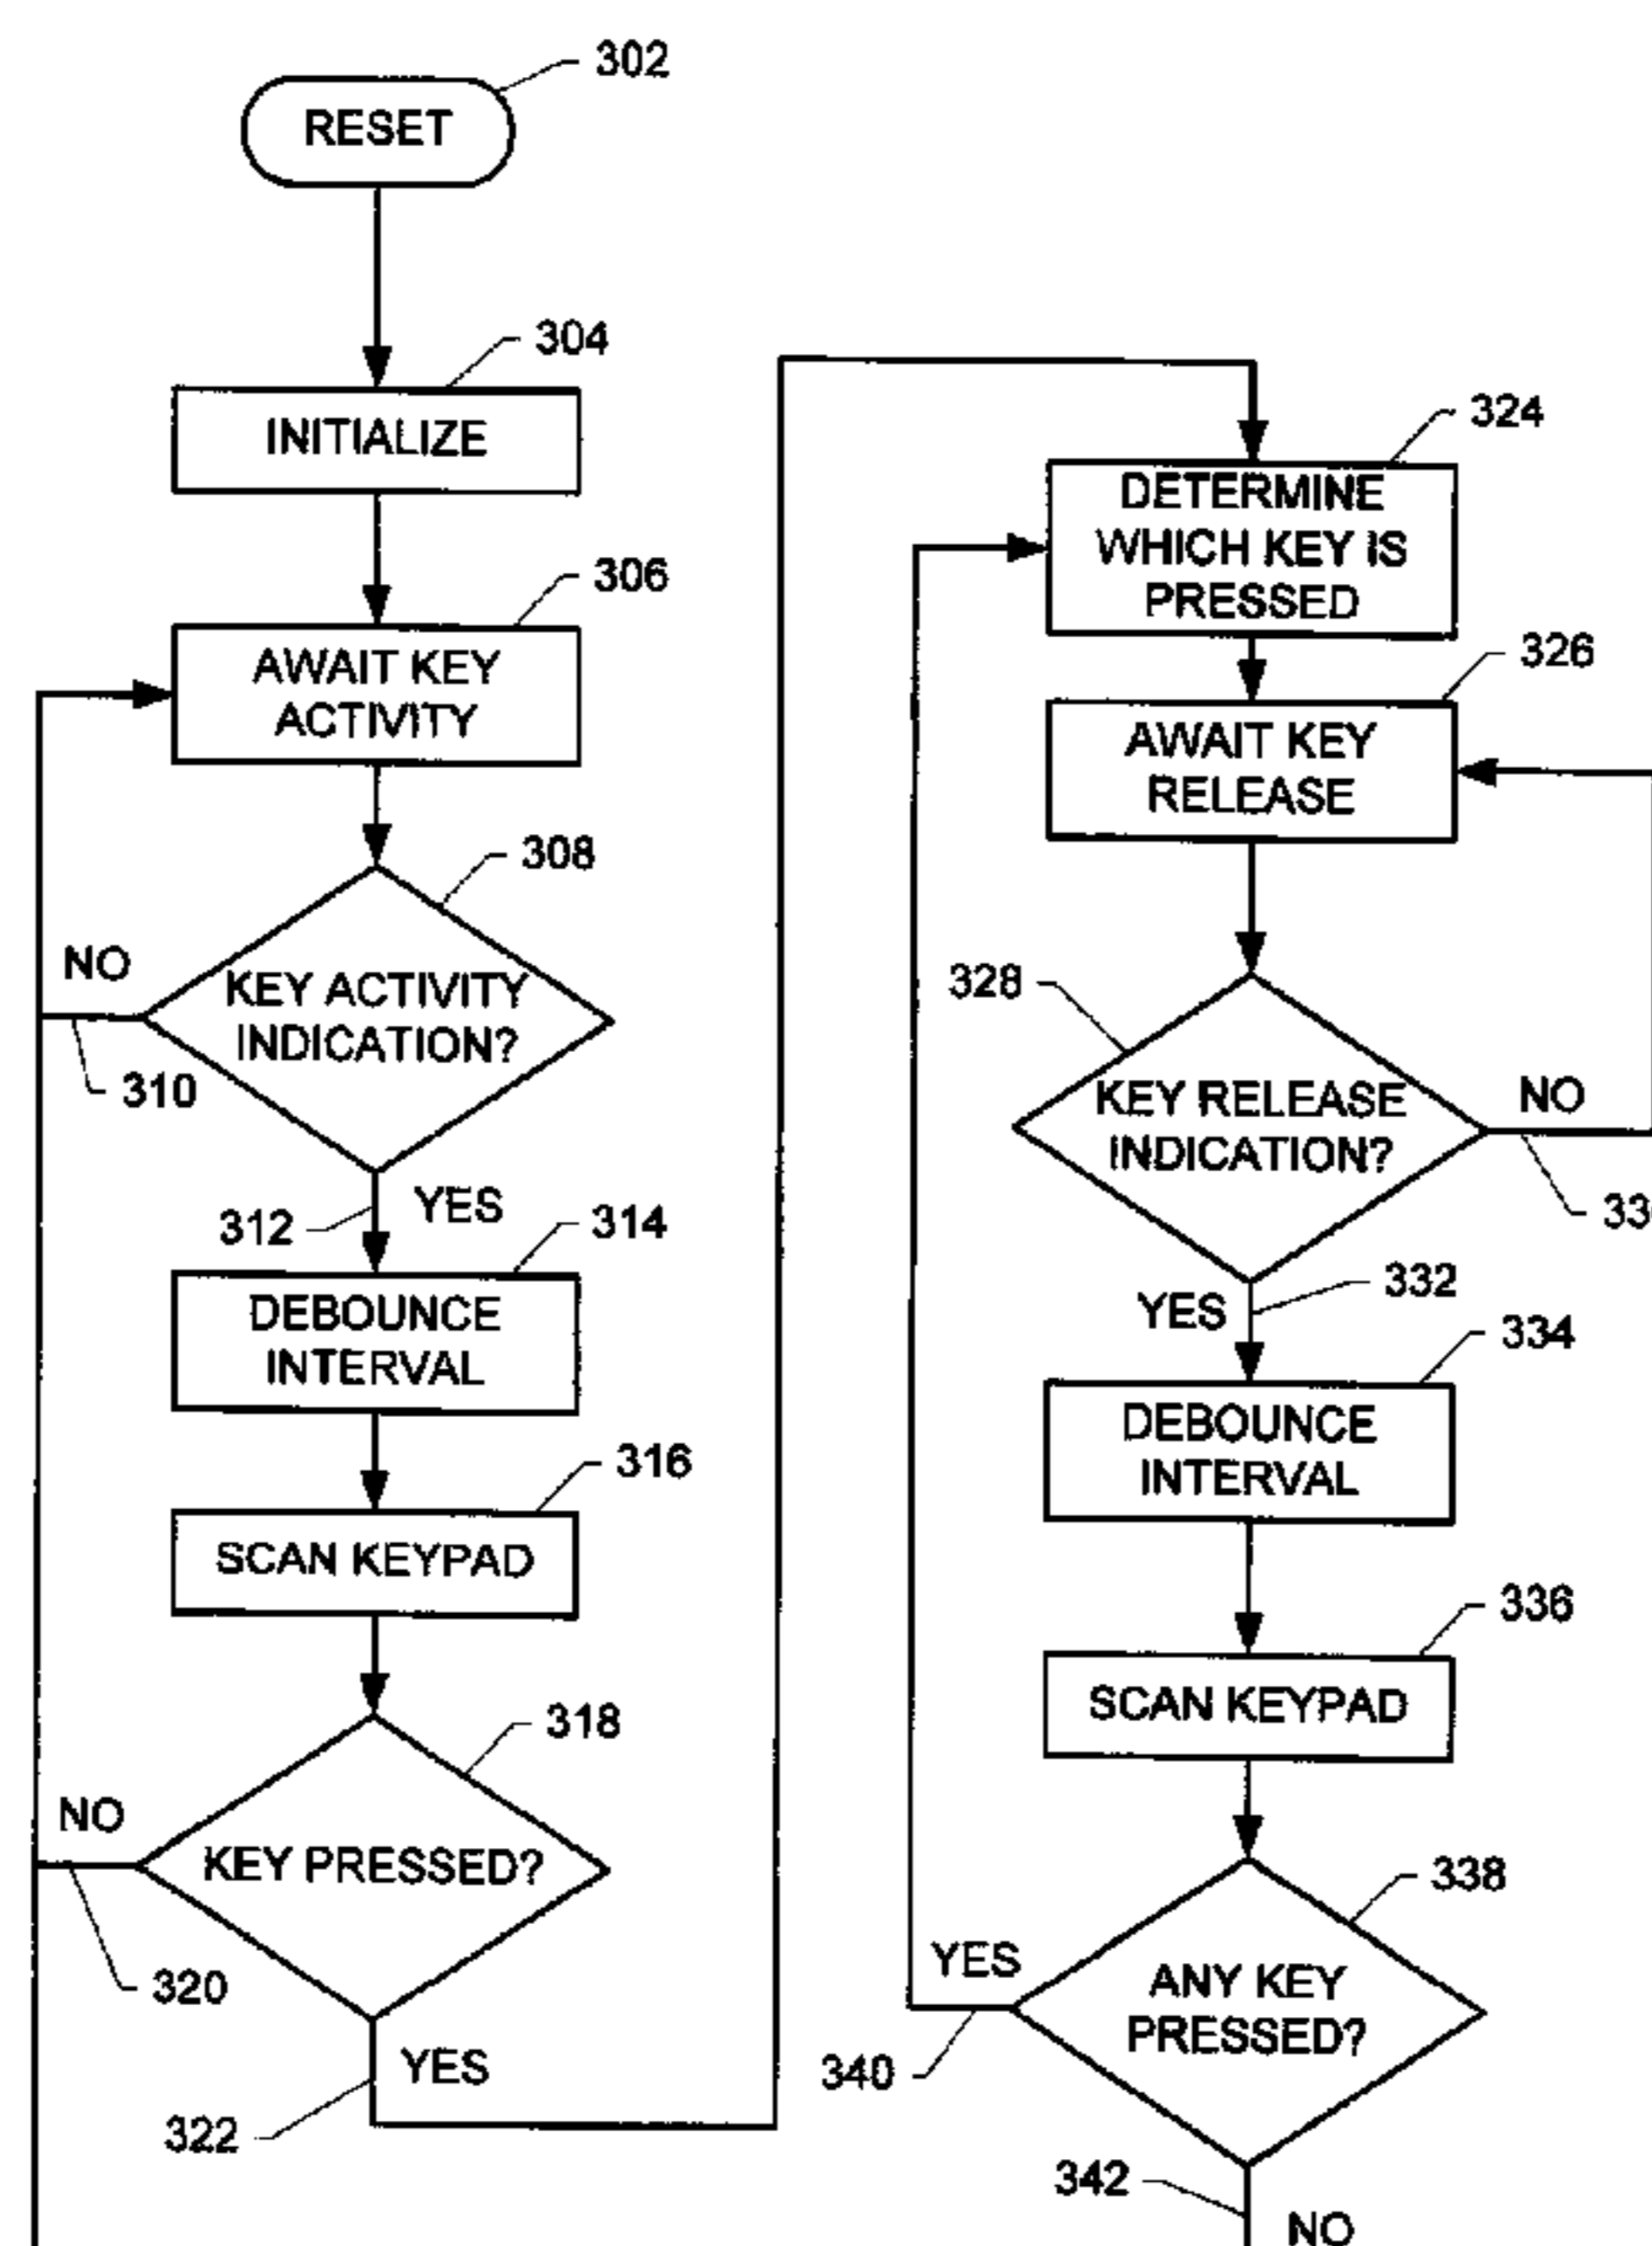 302
RESET
304
INITIALIZE
306
AWAIT KEY
ACTIVITY
308
NO
KEY ACTIVITY
INDICATION?
310
312
YES
314
DEBOUNCE
INTERVAL
316
SCAN KEYPAD
318
NO
KEY PRESSED?
320
YES
322
324
DETERMINE
WHICH KEY IS
PRESSED
326
AWAIT KEY
RELEASE
328
KEY RELEASE
INDICATION?
NO
33
332
YES
334
DEBOUNCE
INTERVAL
336
SCAN KEYPAD
338
YES
ANY KEY
PRESSED?
340
342
NO